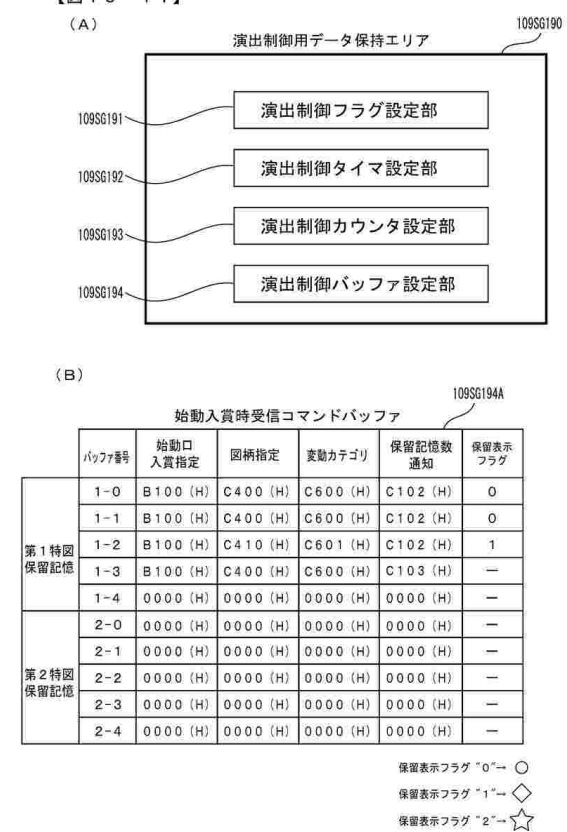 【図10-11】
(A)
109SG190
演出制御用データ保持エリア
109SG191
演出制御フラグ設定部
109SG192
演出制御タイマ設定部
109SG193
演出制御カウンタ設定部
109SG194
演出制御バッファ設定部
(B)
109SG194A
始動入賞時受信コマンドバッファ
バッファ番号 始動口入賞指定 図柄指定 変動カテゴリ 保留記憶数通知 保留表示フラグ
第1特図保留記憶
1-0 B100(H) C400(H) C600(H) C102(H) 0
1-1 B100(H) C400(H) C600(H) C102(H) 0
1-2 B100(H) C410(H) C601(H) C102(H) 1
1-3 B100(H) C400(H) C600(H) C103(H) ー
1-4 0000(H) 0000(H) 0000(H) 0000(H) ー
第2特図保留記憶
2-0 0000(H) 0000(H) 0000(H) 0000(H) ー
2-1 0000(H) 0000(H) 0000(H) 0000(H) ー
2-2 0000(H) 0000(H) 0000(H) 0000(H) ー
2-3 0000(H) 0000(H) 0000(H) 0000(H) ー
2-4 0000(H) 0000(H) 0000(H) 0000(H) ー
保留表示フラグ "0"→ ○
保留表示フラグ "1"→ ◇
保留表示フラグ "2"→ ☆